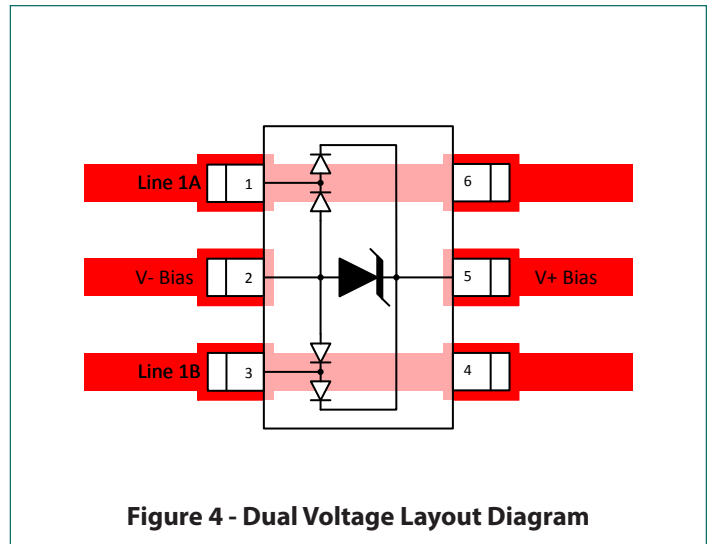 Line 1A 1 6
V- Bias 2 5 V+ Bias
Line 1B 3 4
Figure 4 - Dual Voltage Layout Diagram